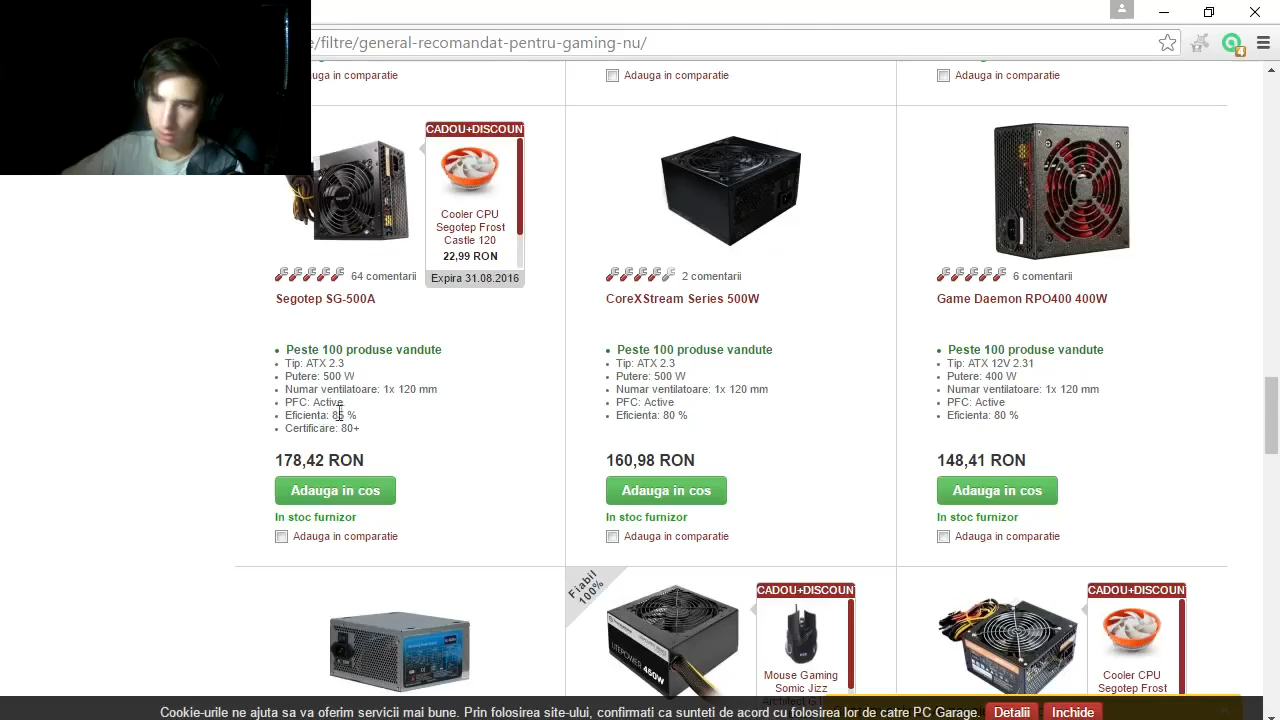 e/filtre/general-recomandat-pentru-gaming-nu/
4
Adauga in comparatie
Adauga in comparatie
Adauga in comparatie
CADOU+DISCOUN
Cooler CPU
Segotep Frost
Castle 120
22,99 RON
Expira 31.08.2016
64 comentarii
2 comentarii
6 comentarii
Segotep SG-500A
CoreXStream Series 500W
Game Daemon RPO400 400W
Peste 100 produse vandute
Tip: ATX 2.3
Putere: 500 W
Numar ventilatoare: 1x 120 mm
PFC: Active
Eficienta: 85 %
Certificare: 80+
Peste 100 produse vandute
Tip: ATX 2.3
Putere: 500 W
Numar ventilatoare: 1x 120 mm
PFC: Active
Eficienta: 80 %
Peste 100 produse vandute
Tip: ATX 12V 2.31
Putere: 400 W
Numar ventilatoare: 1x 120 mm
PFC: Active
Eficienta: 80 %
178,42 RON
160,98 RON
148,41 RON
Adauga in cos
Adauga in cos
Adauga in cos
In stoc furnizor
In stoc furnizor
In stoc furnizor
Adauga in comparatie
Adauga in comparatie
Adauga in comparatie
Fiabil
100%
LITEPOWER 450W
CADOU+DISCOUN
Mouse Gaming
Somic Jizz
CADOU+DISCOUN
Cooler CPU
Segotep Frost
Cookie-urile ne ajuta sa va oferim servicii mai bune. Prin folosirea site-ului, confirmati ca sunteti de acord cu folosirea lor de catre PC Garage.
Detalii
Inchide